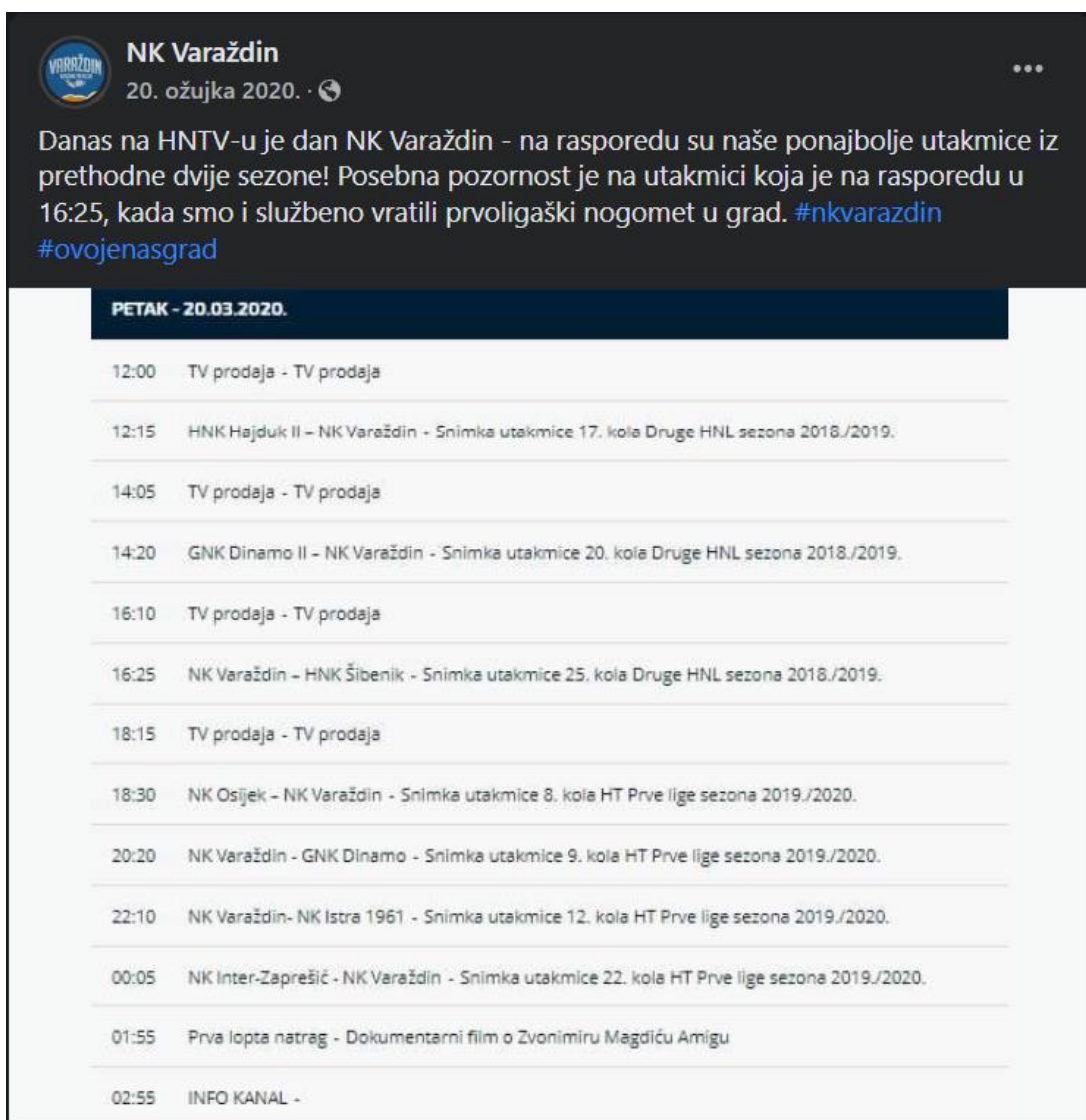 VARAŽDIN
NK Varaždin
20. ožujka 2020. ·
Danas na HNTV-u je dan NK Varaždin - na rasporedu su naše ponajbolje utakmice iz
prethodne dvije sezone! Posebna pozornost je na utakmici koja je na rasporedu u
16:25, kada smo i službeno vratili prvoligaški nogomet u grad. #nkvarazdin
#ovojenasgrad
PETAK - 20.03.2020.
12:00 TV prodaja - TV prodaja
12:15 HNK Hajduk II – NK Varaždin - Snimka utakmice 17. kola Druge HNL sezona 2018./2019.
14:05 TV prodaja - TV prodaja
14:20 GNK Dinamo II – NK Varaždin - Snimka utakmice 20. kola Druge HNL sezona 2018./2019.
16:10 TV prodaja - TV prodaja
16:25 NK Varaždin – HNK Šibenik - Snimka utakmice 25. kola Druge HNL sezona 2018./2019.
18:15 TV prodaja - TV prodaja
18:30 NK Osijek – NK Varaždin - Snimka utakmice 8. kola HT Prve lige sezona 2019./2020.
20:20 NK Varaždin - GNK Dinamo - Snimka utakmice 9. kola HT Prve lige sezona 2019./2020.
22:10 NK Varaždin- NK Istra 1961 - Snimka utakmice 12. kola HT Prve lige sezona 2019./2020.
00:05 NK Inter-Zaprešić - NK Varaždin - Snimka utakmice 22. kola HT Prve lige sezona 2019./2020.
01:55 Prva lopta natrag - Dokumentarni film o Zvonimiru Magdiću Amigu
02:55 INFO KANAL -